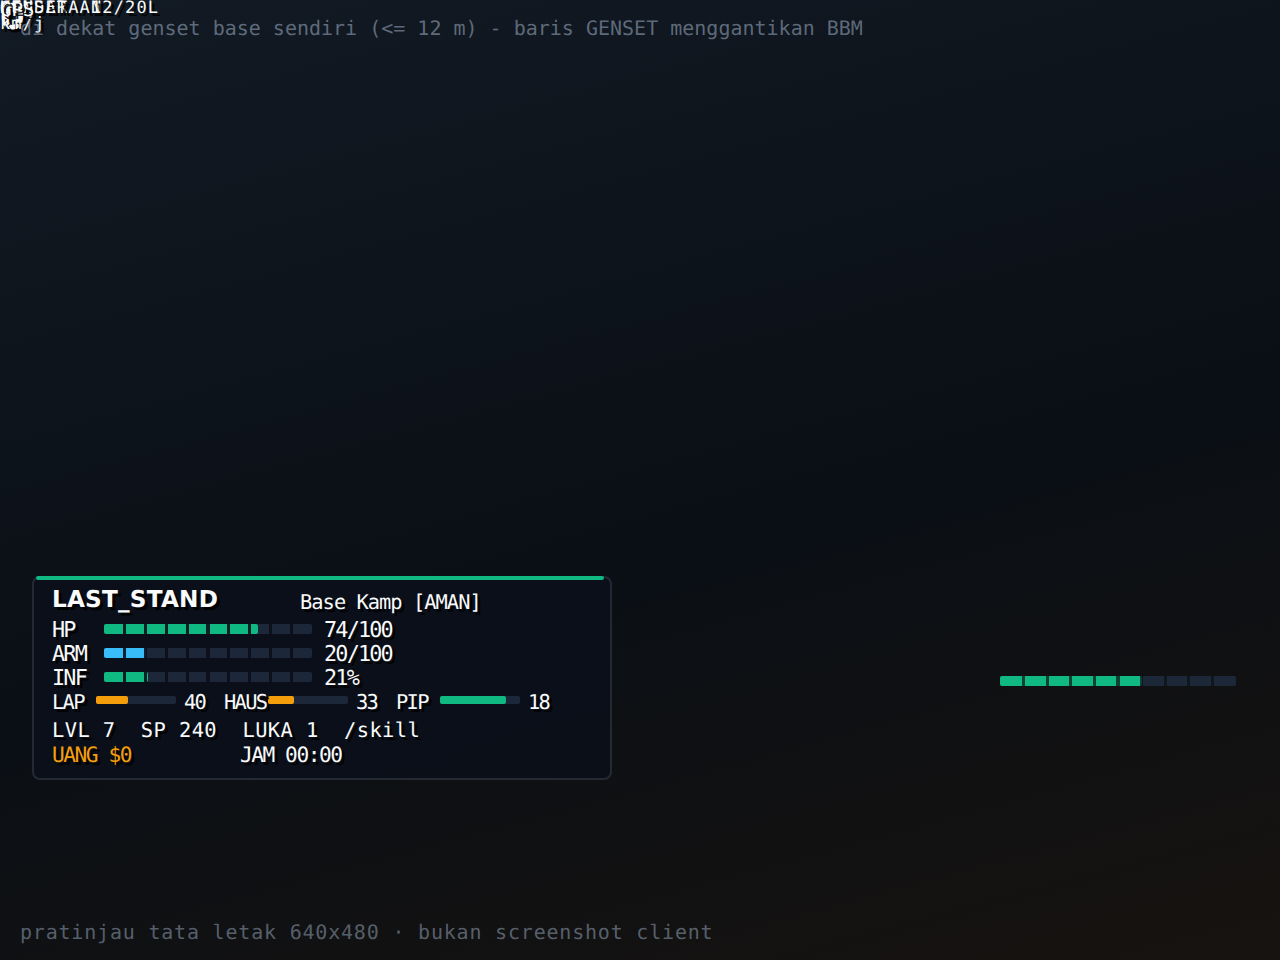 12/20L
di dekat genset base sendiri (<= 12 m) - baris GENSET menggantikan BBM
LAST_STAND Base Kamp [AMAN]
HP 74/100
ARM 20/100
INF 21%
LAP 40 HAUS 33 PIP 18
LVL 7 SP 240 LUKA 1 /skill
UANG $0 JAM 00:00
pratinjau tata letak 640x480 · bukan screenshot client